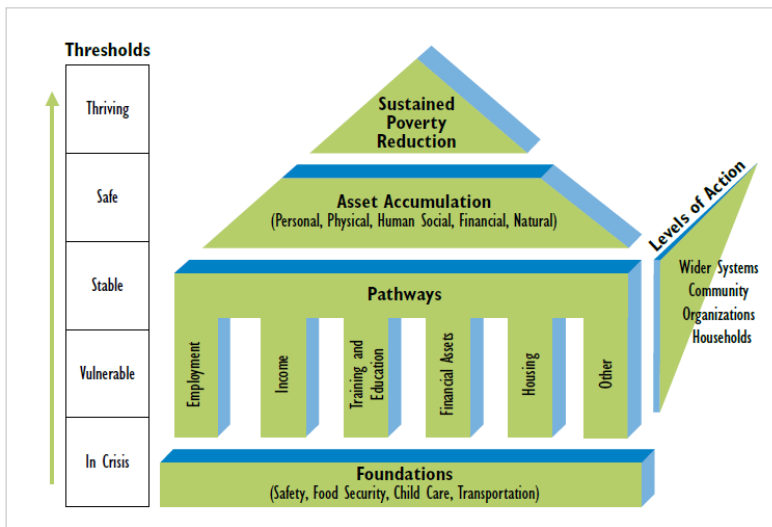 Thresholds
Thriving
Safe
Stable
Vulnerable
In Crisis
Sustained
Poverty
Reduction
Asset Accumulation
(Personal, Physical, Human Social, Financial, Natural)
Pathways
Employment
Income
Training and
Education
Financial Assets
Housing
Other
Foundations
(Safety, Food Security, Child Care, Transportation)
Levels of Action
Wider Systems
Community
Organizations
Households